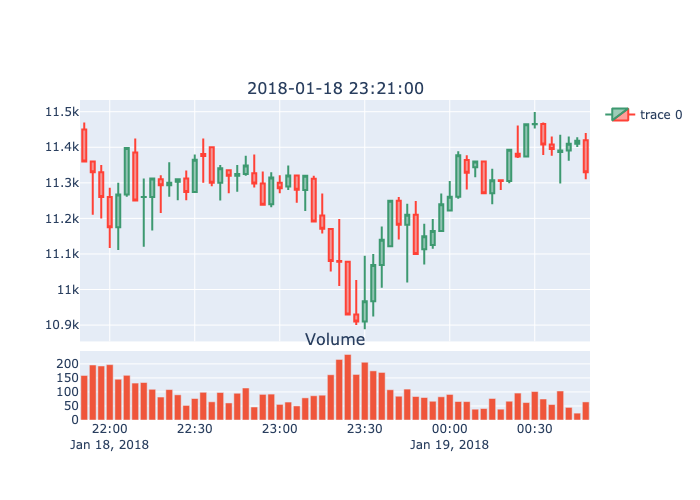 2018-01-18 23:21:00
11.5k
11.4k
11.3k
11.2k
11.1k
11k
10.9k
trace 0
Volume
200
150
100
50
0
22:00 22:30 23:00 23:30 00:00 00:30
Jan 18, 2018 Jan 19, 2018